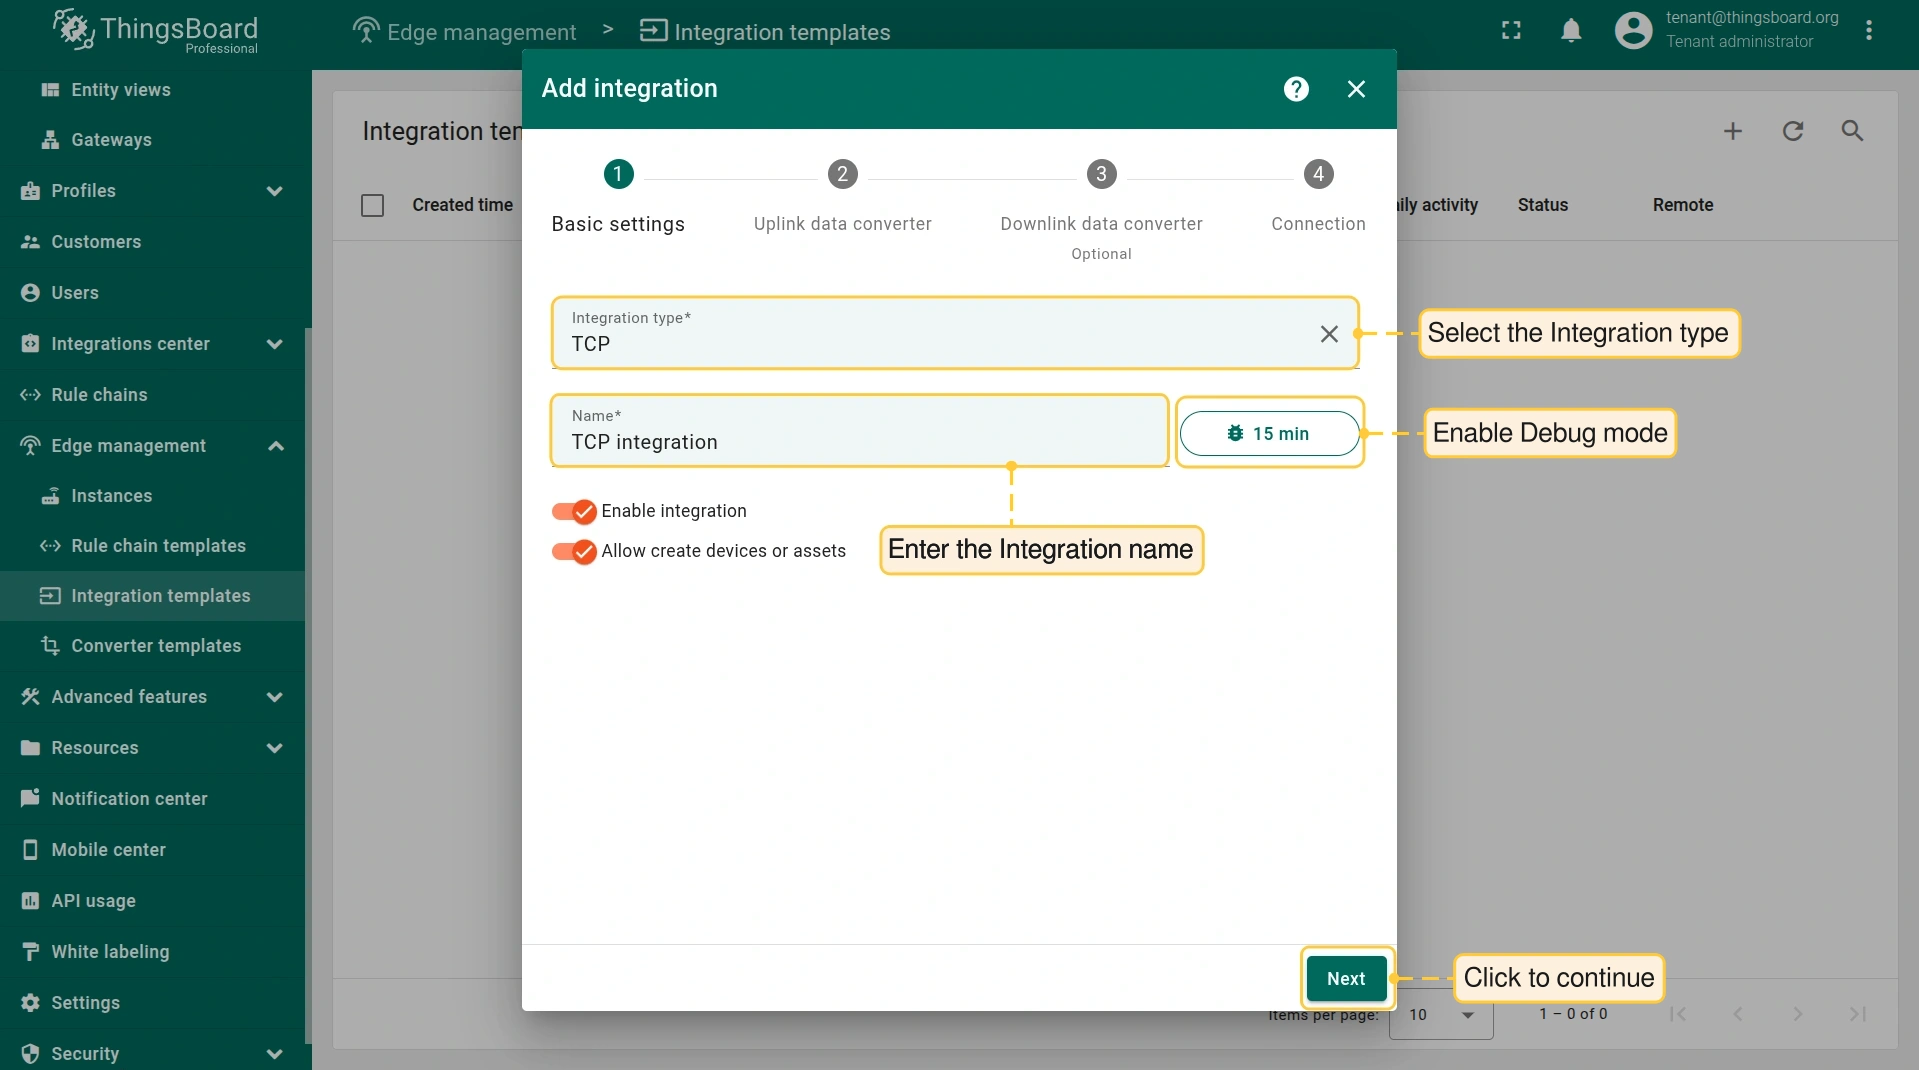 ThingsBoard
Professional
Edge management > Integration templates
tenant@thingsboard.org
Tenant administrator
Entity views
Gateways
Profiles
Customers
Users
Integrations center
Rule chains
Edge management
Instances
Rule chain templates
Integration templates
Converter templates
Advanced features
Resources
Notification center
Mobile center
API usage
White labeling
Settings
Security
Integration ten
Created time
ily activity
Status
Remote
Add integration
?
1
2
3
4
Basic settings
Uplink data converter
Downlink data converter
Optional
Connection
Integration type*
TCP
Select the Integration type
Name*
TCP integration
15 min
Enable Debug mode
Enable integration
Allow create devices or assets
Enter the Integration name
Next
Click to continue
Items per page:
10
1 – 0 of 0